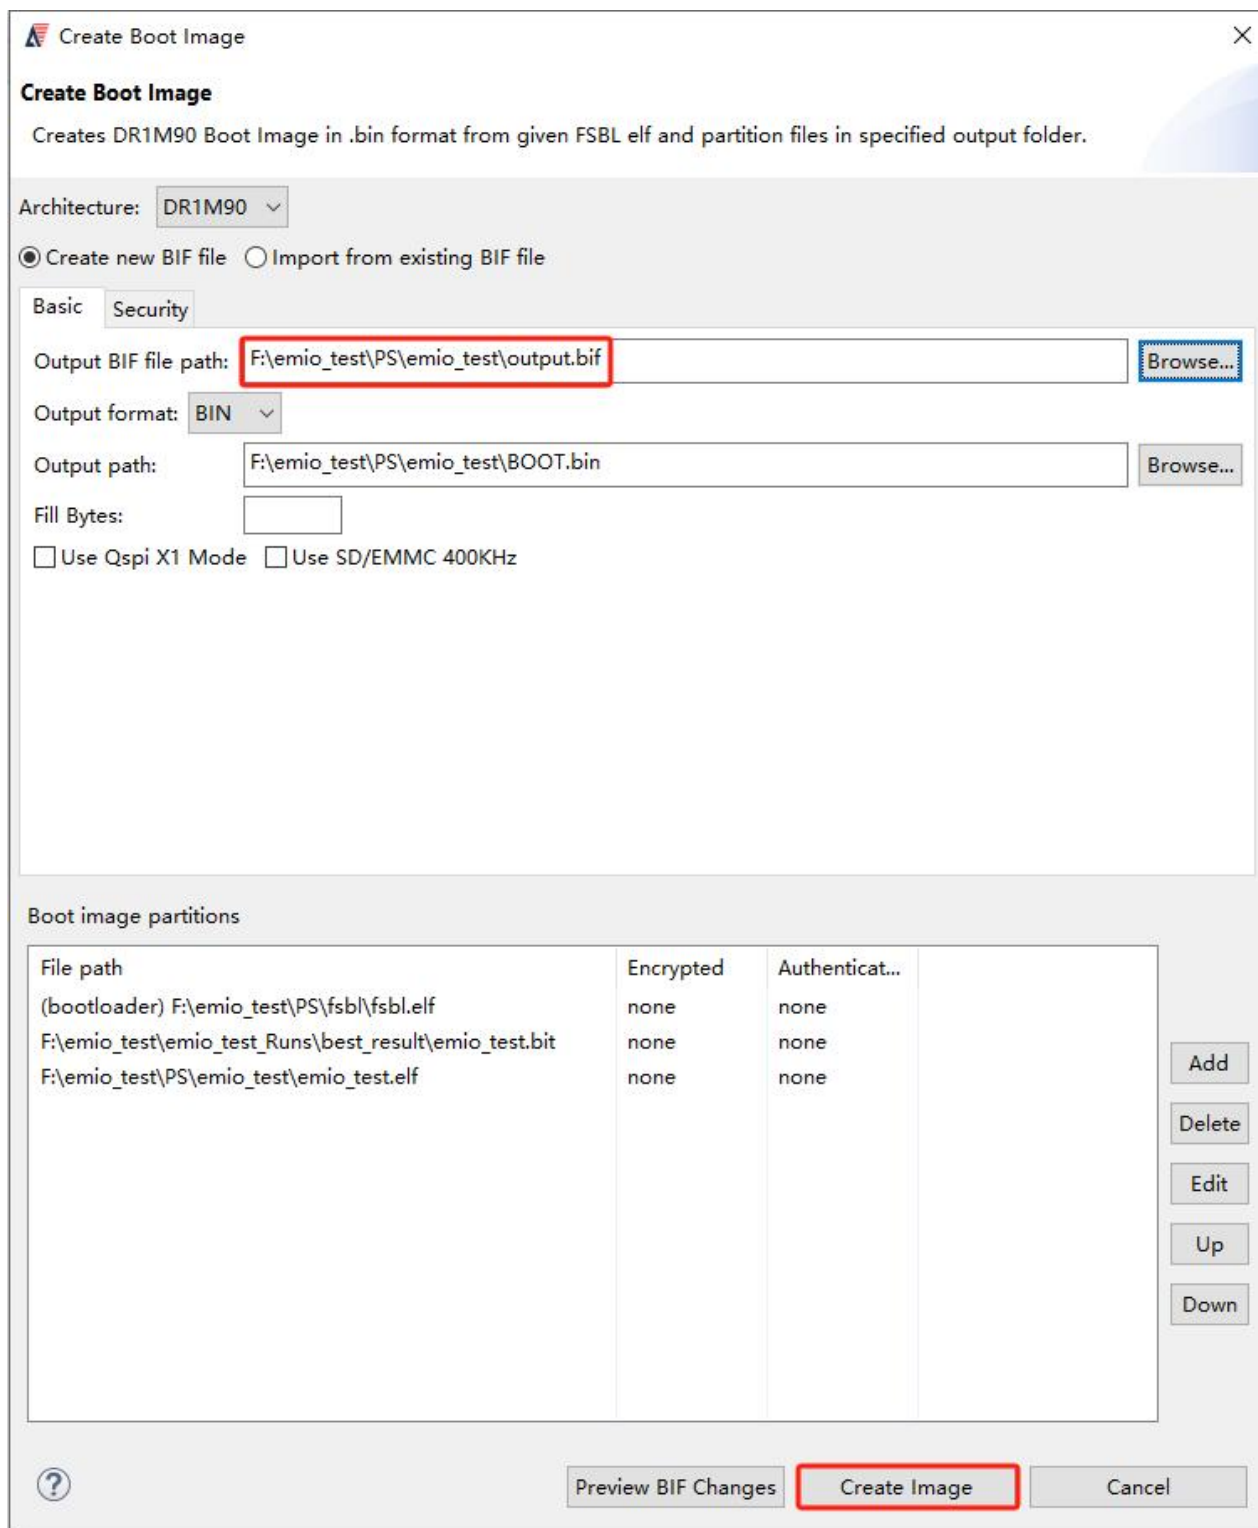 Create Boot Image
Create Boot Image
Creates DR1M90 Boot Image in .bin format from given FSBL elf and partition files in specified output folder.
Architecture: DR1M90
Create new BIF file Import from existing BIF file
Basic Security
Output BIF file path: F:\emio_test\PS\emio_test\output.bif Browse...
Output format: BIN
Output path: F:\emio_test\PS\emio_test\BOOT.bin Browse...
Fill Bytes:
Use Qspi X1 Mode Use SD/EMMC 400KHz
Boot image partitions
File path Encrypted Authenticat...
(bootloader) F:\emio_test\PS\fsbl\fsbl.elf none none
F:\emio_test\emio_test_Runs\best_result\emio_test.bit none none
F:\emio_test\PS\emio_test\emio_test.elf none none
Add
Delete
Edit
Up
Down
? Preview BIF Changes Create Image Cancel